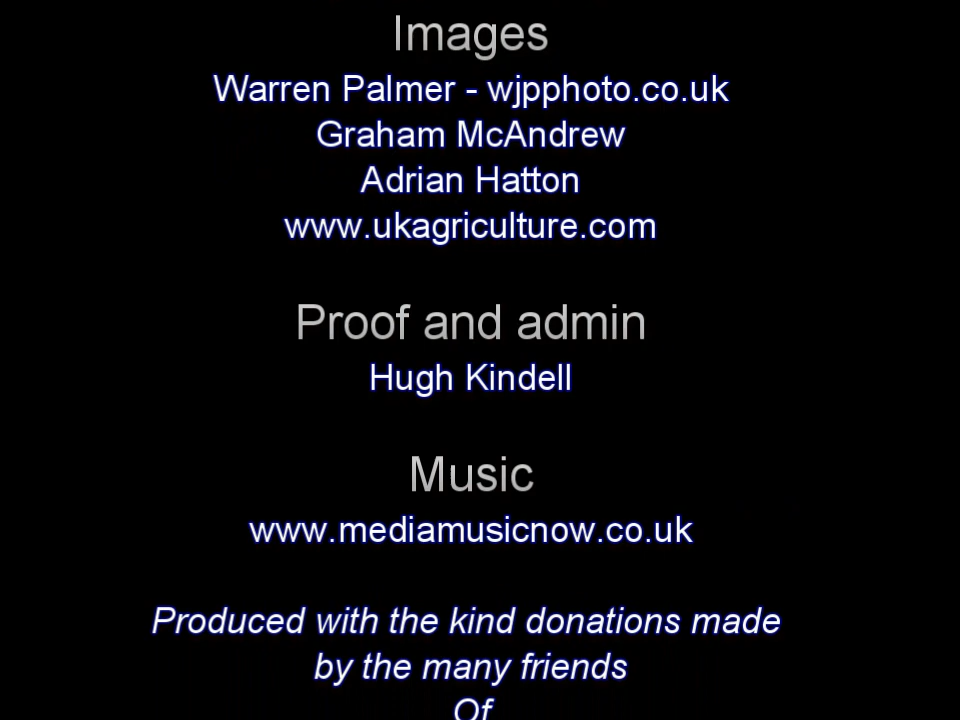 Images
Warren Palmer - wjpphoto.co.uk
Graham McAndrew
Adrian Hatton
www.ukagriculture.com
Proof and admin
Hugh Kindell
Music
www.mediamusicnow.co.uk
Produced with the kind donations made
by the many friends
Of